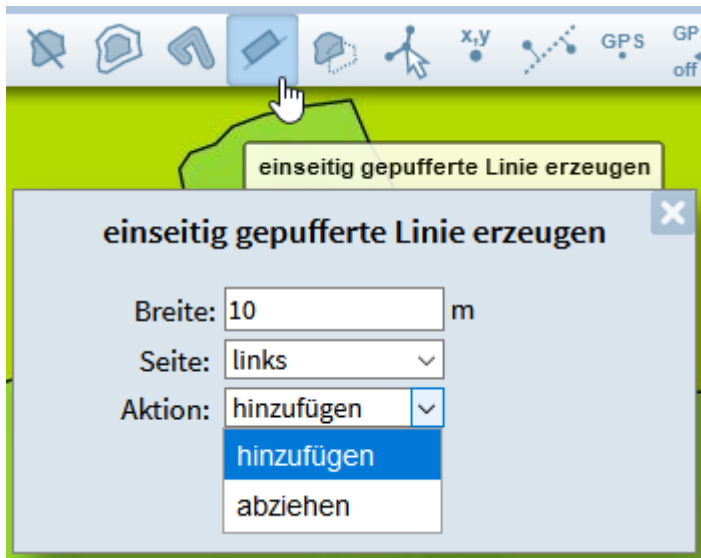 x,y
GPS
GP
off
einseitig gepufferte Linie erzeugen
einseitig gepufferte Linie erzeugen
Breite: 10 m
Seite: links
Aktion: hinzufügen
hinzufügen
abziehen